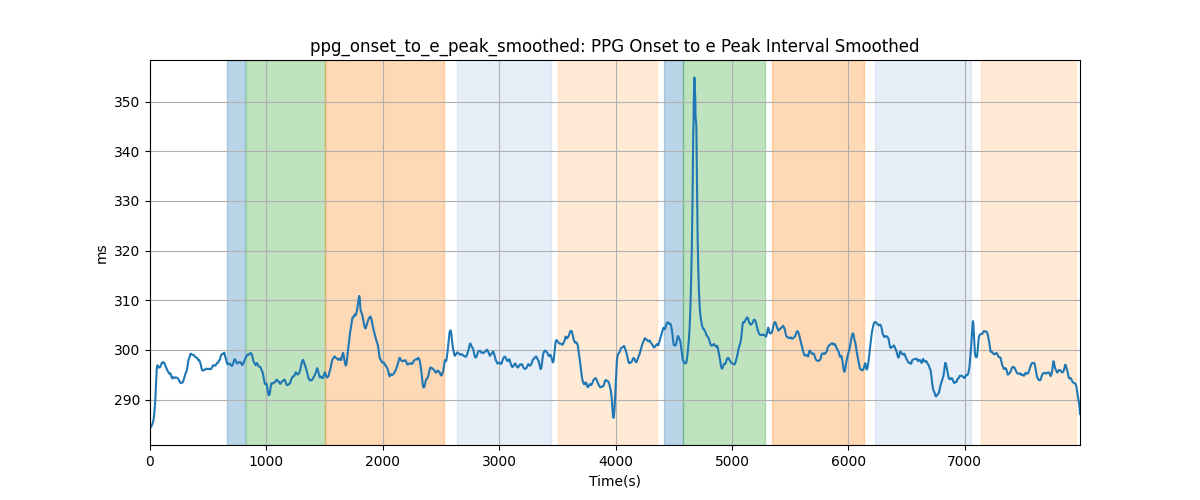 ppg_onset_to_e_peak_smoothed: PPG Onset to e Peak Interval Smoothed
350
340
330
320
310
300
290
ms
0 1000 2000 3000 4000 5000 6000 7000
Time(s)